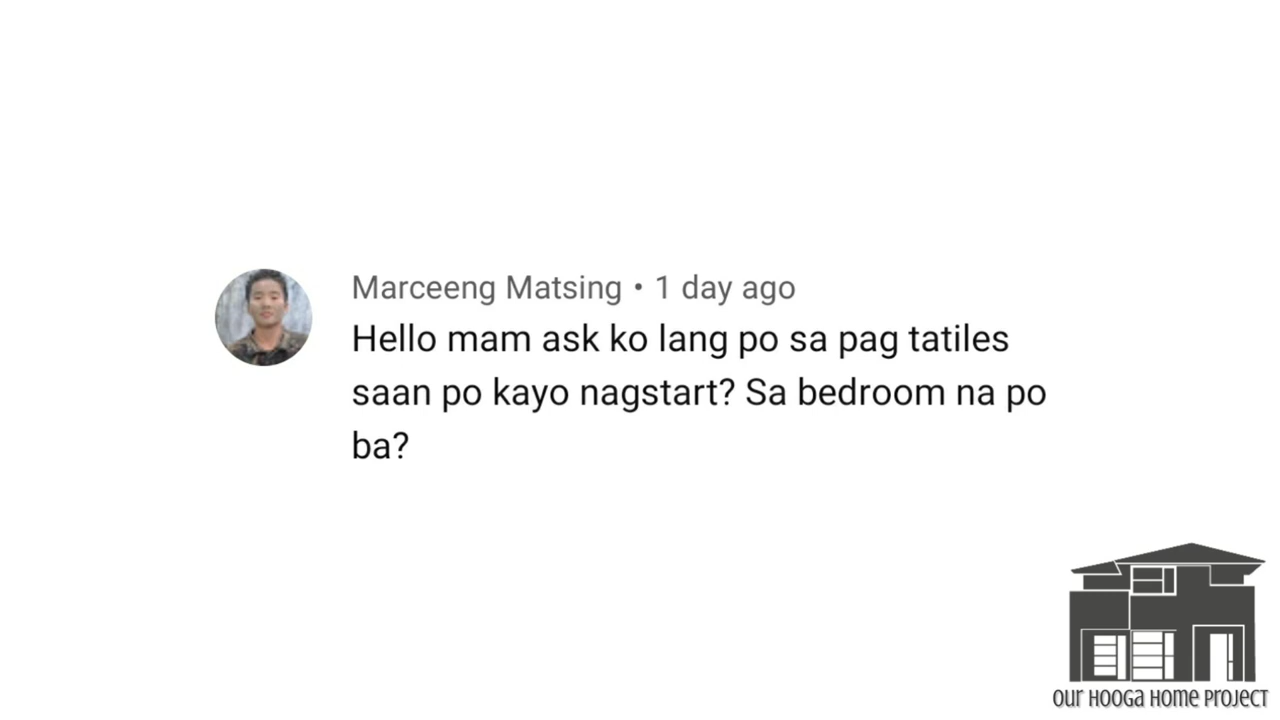 Marceeng Matsing • 1 day ago
Hello mam ask ko lang po sa pag tatiles
saan po kayo nagstart? Sa bedroom na po
ba?
our Hooga Home Project